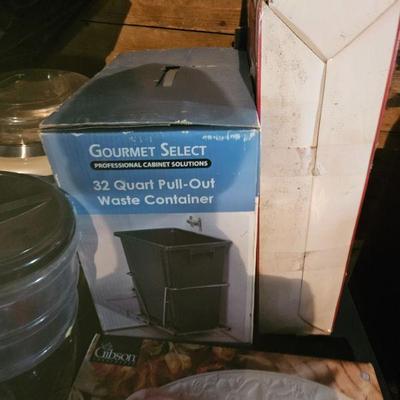 GOURMET SELECT
PROFESSIONAL CABINET SOLUTIONS
32 Quart Pull-Out
Waste Container
Gibson